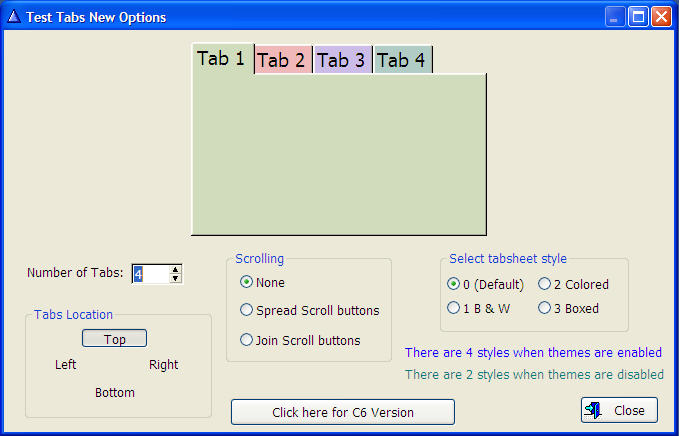 Test Tabs New Options
Tab 1 Tab 2 Tab 3 Tab 4
Number of Tabs: 4
Tabs Location
Top
Left Right
Bottom
Scrolling
None
Spread Scroll buttons
Join Scroll buttons
Select tabsheet style
0 (Default) 2 Colored
1 B & W 3 Boxed
There are 4 styles when themes are enabled
There are 2 styles when themes are disabled
Click here for C6 Version
Close